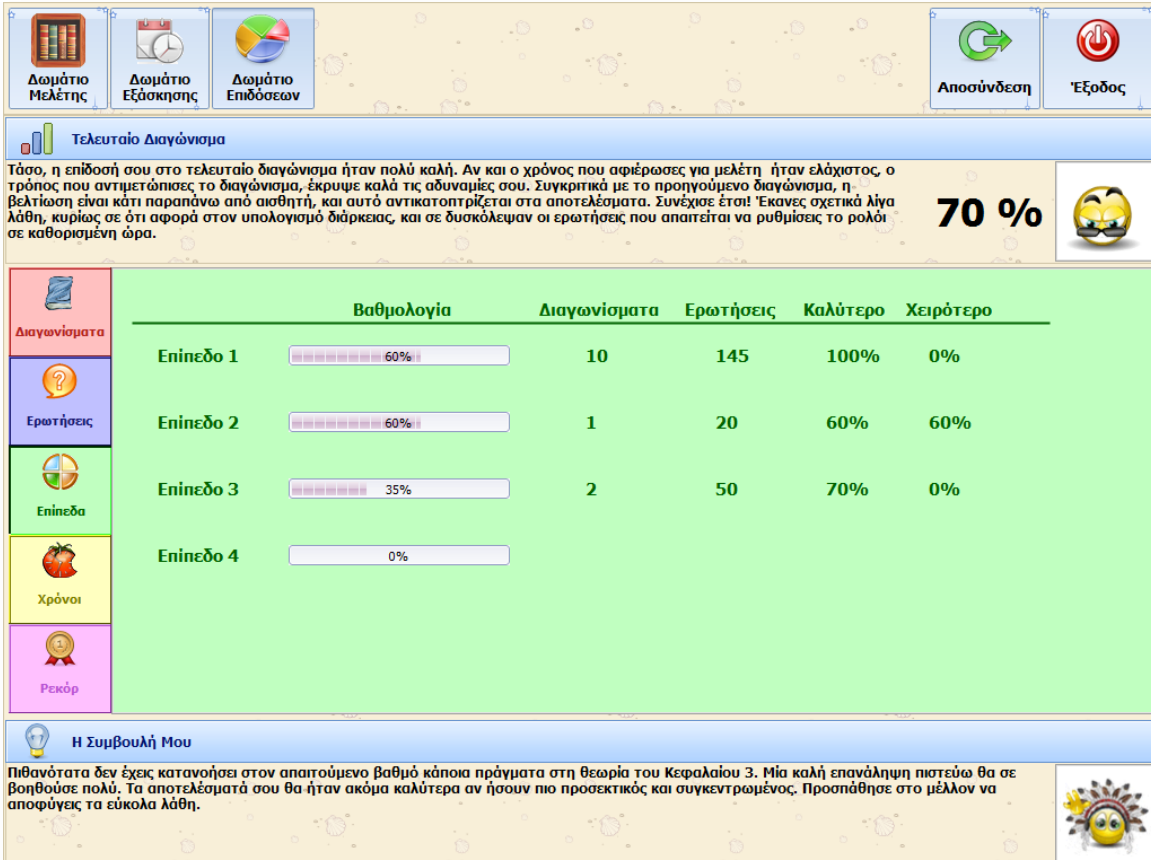 Δωμάτιο Μελέτης
Δωμάτιο Εξάσκησης
Δωμάτιο Επιδόσεων
Αποσύνδεση
Έξοδος
Τελευταίο Διαγώνισμα
Τάσο, η επίδοσή σου στο τελευταίο διαγώνισμα ήταν πολύ καλή. Αν και ο χρόνος που αφιέρωσες για μελέτη ήταν ελάχιστος, ο
τρόπος που αντιμετώπισες το διαγώνισμα, έκρυψε καλά τις αδυναμίες σου. Συγκριτικά με το προηγούμενο διαγώνισμα, η
βελτίωση είναι κάτι παραπάνω από αισθητή, και αυτό αντικατοπτρίζεται στα αποτελέσματα. Συνέχισε έτσι! Έκανες σχετικά λίγα
λάθη, κυρίως σε ότι αφορά στον υπολογισμό διάρκειας, και σε δυσκόλεψαν οι ερωτήσεις που απαιτείται να ρυθμίσεις το ρολόι
σε καθορισμένη ώρα.
70 %
Διαγωνίσματα
Ερωτήσεις
Επίπεδα
Χρόνοι
Ρεκόρ
Βαθμολογία Διαγωνίσματα Ερωτήσεις Καλύτερο Χειρότερο
Επίπεδο 1 60% 10 145 100% 0%
Επίπεδο 2 60% 1 20 60% 60%
Επίπεδο 3 35% 2 50 70% 0%
Επίπεδο 4 0%
Η Συμβουλή Μου
Πιθανότατα δεν έχεις κατανοήσει στον απαιτούμενο βαθμό κάποια πράγματα στη θεωρία του Κεφαλαίου 3. Μία καλή επανάληψη πιστεύω θα σε
βοηθούσε πολύ. Τα αποτελέσματά σου θα ήταν ακόμα καλύτερα αν ήσουν πιο προσεκτικός και συγκεντρωμένος. Προσπάθησε στο μέλλον να
αποφύγεις τα εύκολα λάθη.